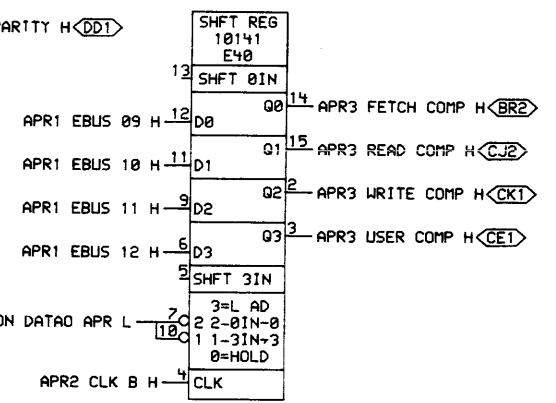 PARITY H DD1
SHFT REG
10141
E40
13 SHFT 0IN
APR1 EBUS 09 H 12 D0 Q0 14 APR3 FETCH COMP H BR2
APR1 EBUS 10 H 11 D1 Q1 15 APR3 READ COMP H CJ2
APR1 EBUS 11 H 9 D2 Q2 2 APR3 WRITE COMP H CK1
APR1 EBUS 12 H 6 D3 Q3 3 APR3 USER COMP H CE1
5 SHFT 3IN
3=L AD
ON DATAO APR L 7 2 2-0IN-0
10 1 1-3IN→3
0=HOLD
APR2 CLK B H 4 CLK